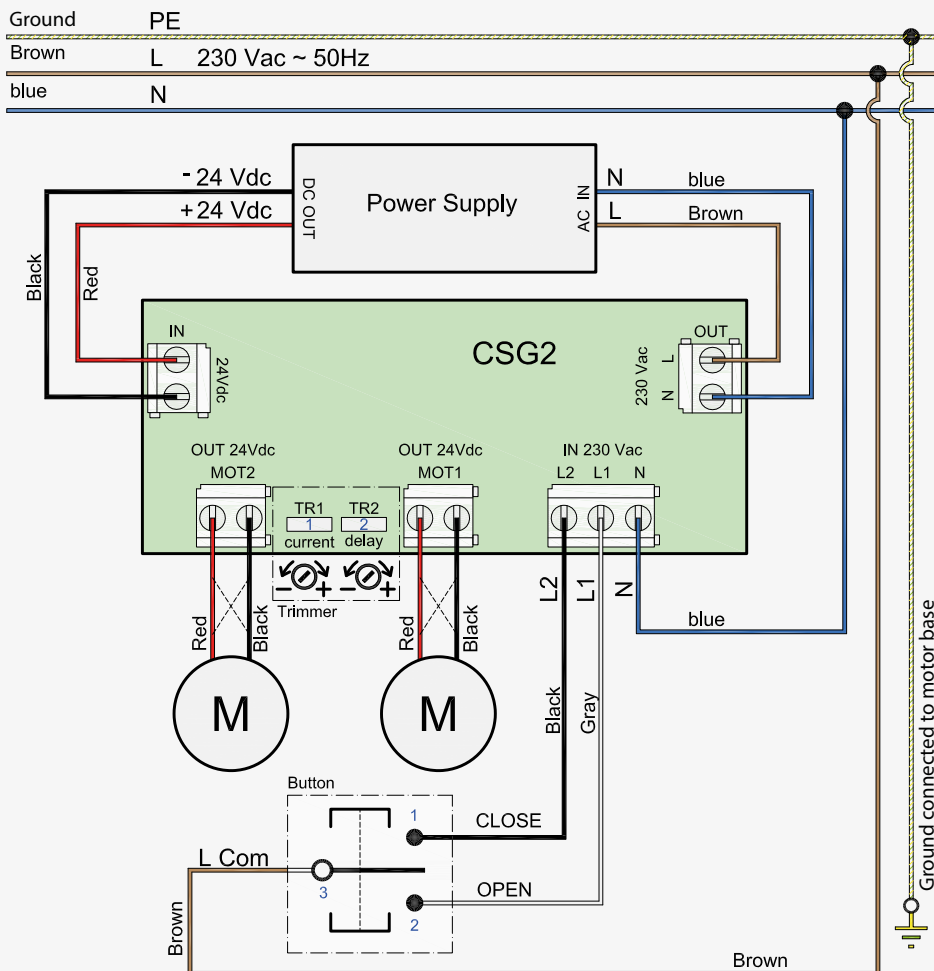 Ground PE
Brown L 230 Vac ~ 50Hz
blue N
- 24 Vdc
+ 24 Vdc
DC OUT
Power Supply
AC IN
N blue
L Brown
Black
Red
IN
24Vdc
CSG2
OUT
230 Vac
L
N
OUT 24Vdc
MOT2
OUT 24Vdc
MOT1
IN 230 Vac
L2 L1 N
TR1 TR2
1 2
current delay
- + - +
Trimmer
Red
Black
Red
Black
L2
L1
N
blue
M
M
Black
Gray
Button
1
CLOSE
L Com
3
OPEN
2
Brown
Brown
Ground connected to motor base